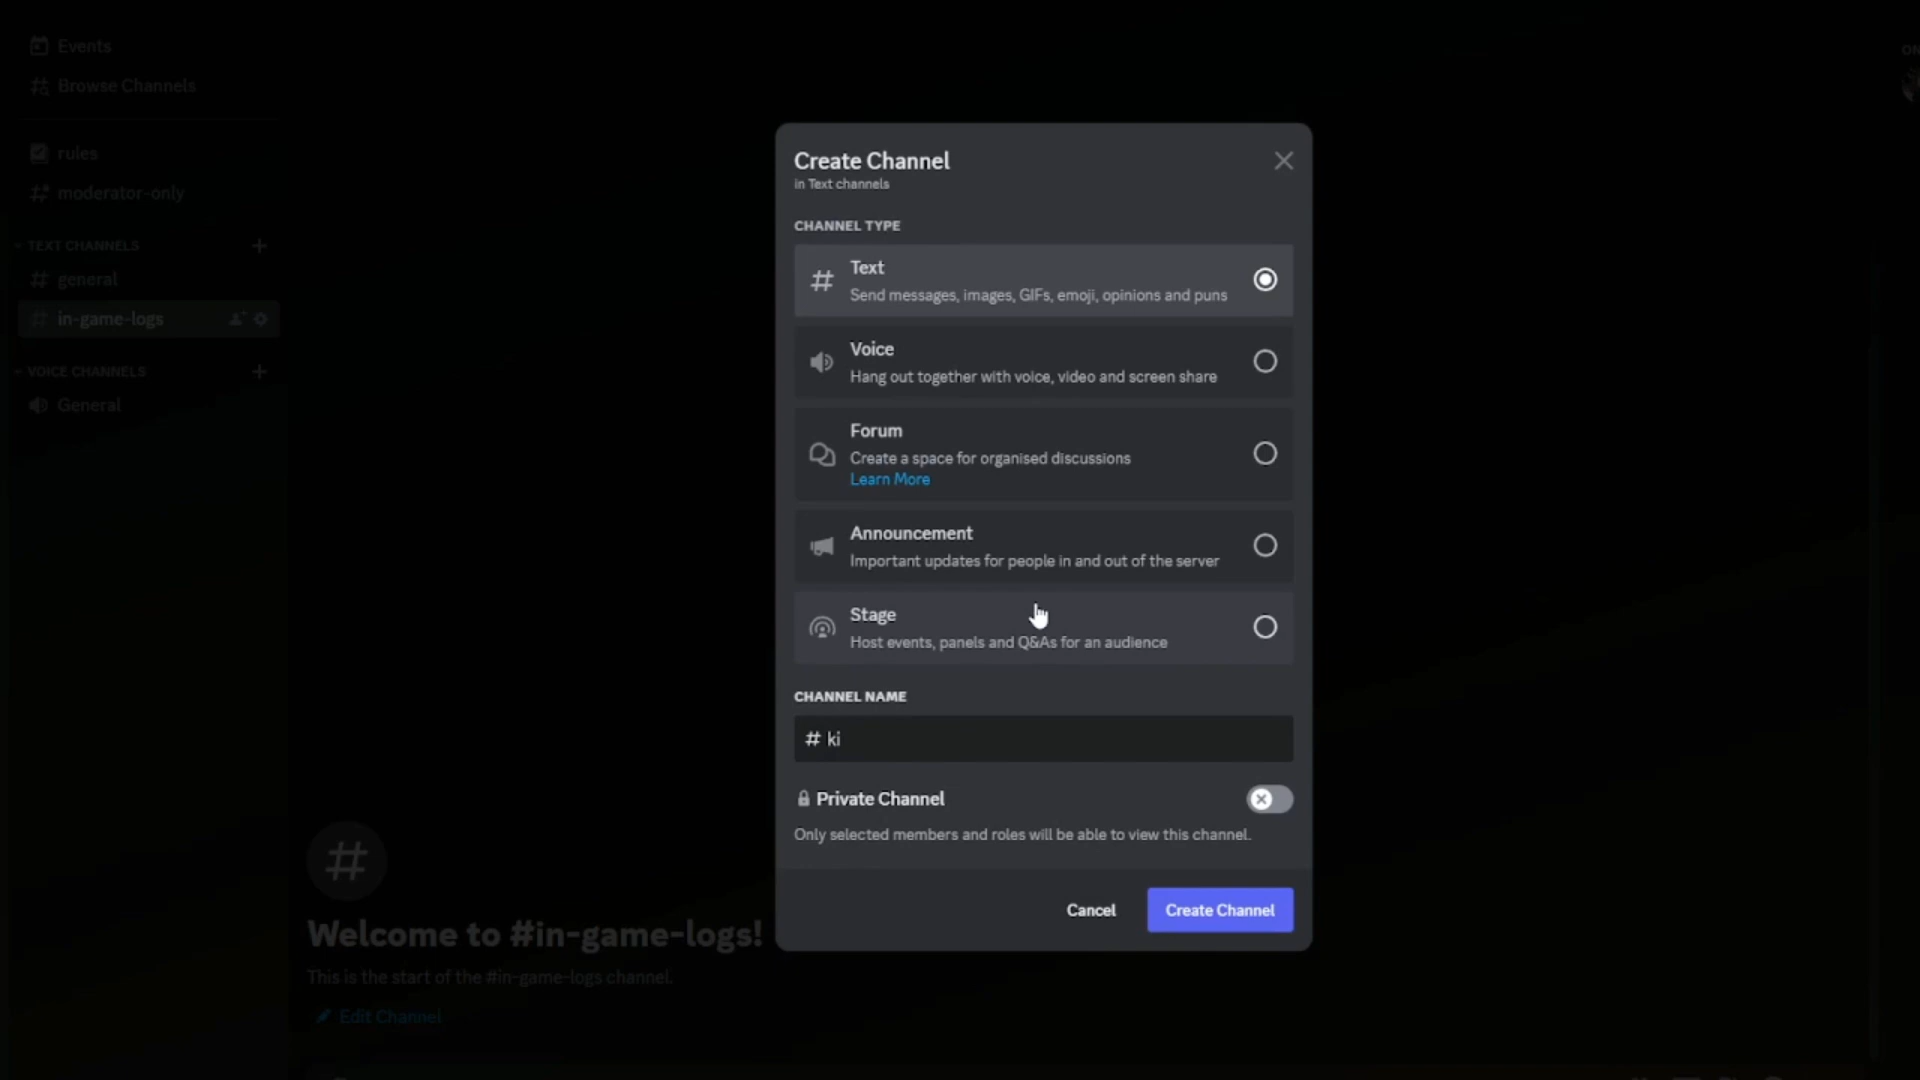 Events
Browse Channels
rules
moderator-only
TEXT CHANNELS
general
in-game-logs
VOICE CHANNELS
General
Welcome to #in-game-logs!
This is the start of the #in-game-logs channel.
Edit Channel
Create Channel
in Text channels
CHANNEL TYPE
Text
Send messages, images, GIFs, emoji, opinions and puns
Voice
Hang out together with voice, video and screen share
Forum
Create a space for organised discussions
Learn More
Announcement
Important updates for people in and out of the server
Stage
Host events, panels and Q&As for an audience
CHANNEL NAME
# ki
Private Channel
Only selected members and roles will be able to view this channel.
Cancel
Create Channel
ON